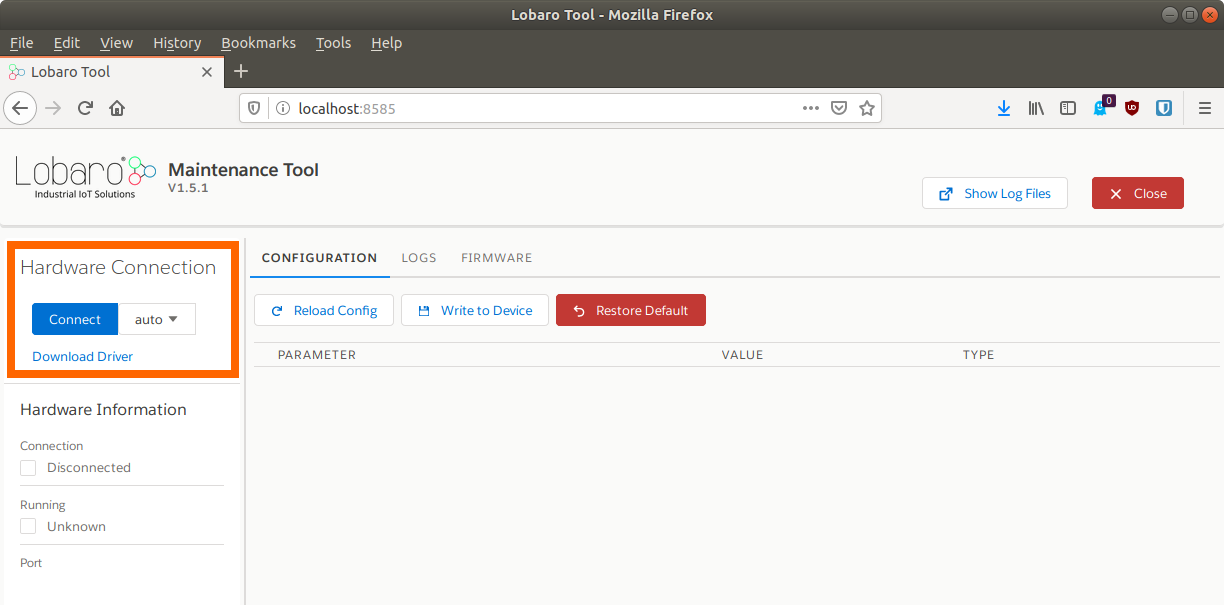 Lobaro Tool - Mozilla Firefox
File Edit View History Bookmarks Tools Help
Lobaro Tool
localhost:8585
0
Lobaro®
Industrial IoT Solutions
Maintenance Tool
V1.5.1
Show Log Files
Close
Hardware Connection
Connect auto
Download Driver
Hardware Information
Connection
Disconnected
Running
Unknown
Port
CONFIGURATION LOGS FIRMWARE
Reload Config Write to Device Restore Default
PARAMETER VALUE TYPE